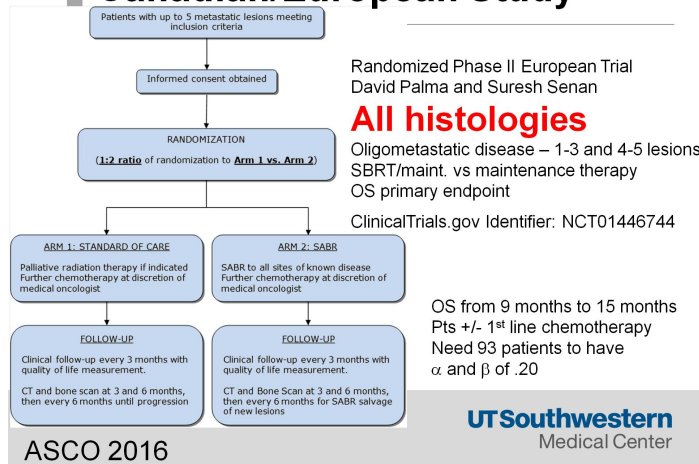 Canadian/European Study
Patients with up to 5 metastatic lesions meeting
inclusion criteria
Informed consent obtained
RANDOMIZATION
(1:2 ratio of randomization to Arm 1 vs. Arm 2)
ARM 1: STANDARD OF CARE
Palliative radiation therapy if indicated
Further chemotherapy at discretion of
medical oncologist
ARM 2: SABR
SABR to all sites of known disease
Further chemotherapy at discretion of
medical oncologist
FOLLOW-UP
Clinical follow-up every 3 months with
quality of life measurement.
CT and bone scan at 3 and 6 months,
then every 6 months until progression
FOLLOW-UP
Clinical follow-up every 3 months with
quality of life measurement.
CT and Bone Scan at 3 and 6 months,
then every 6 months for SABR salvage
of new lesions
Randomized Phase II European Trial
David Palma and Suresh Senan
All histologies
Oligometastatic disease – 1-3 and 4-5 lesions
SBRT/maint. vs maintenance therapy
OS primary endpoint
ClinicalTrials.gov Identifier: NCT01446744
OS from 9 months to 15 months
Pts +/- 1st line chemotherapy
Need 93 patients to have
α and β of .20
UTSouthwestern
Medical Center
ASCO 2016